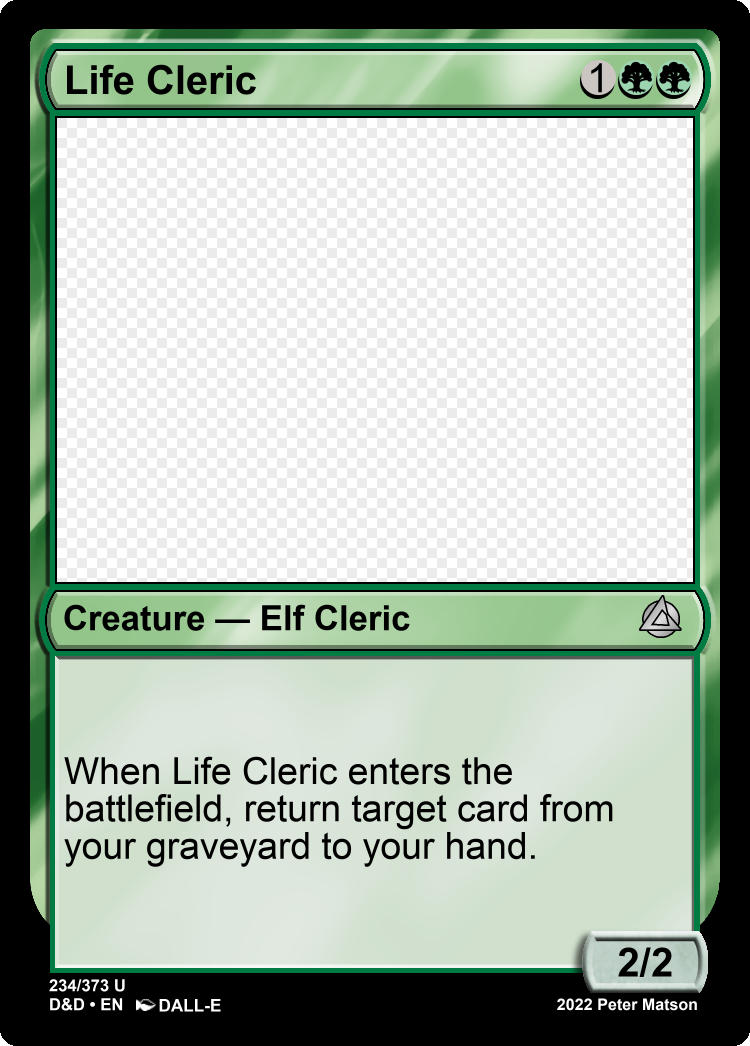 Life Cleric 1
Creature — Elf Cleric
When Life Cleric enters the
battlefield, return target card from
your graveyard to your hand.
2/2
234/373 U
D&D • EN DALL-E 2022 Peter Matson